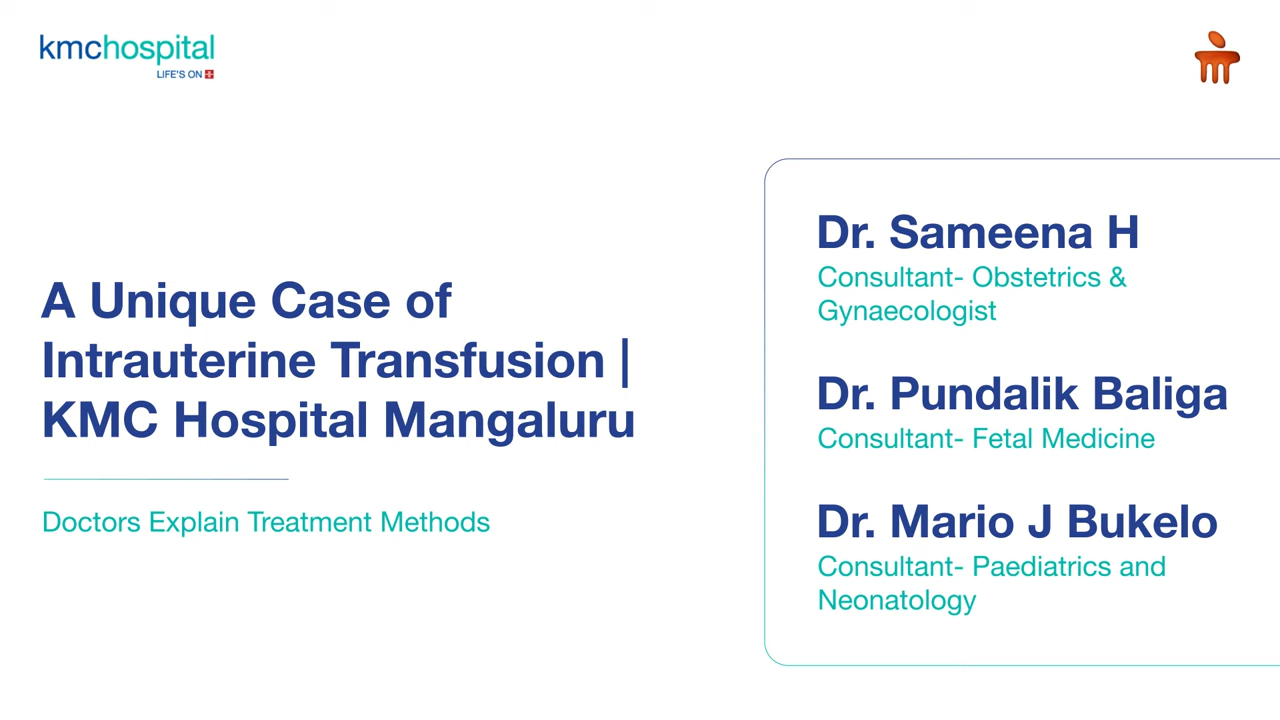 kmchospital
LIFE'S ON
A Unique Case of
Intrauterine Transfusion |
KMC Hospital Mangaluru
Doctors Explain Treatment Methods
Dr. Sameena H
Consultant- Obstetrics &
Gynaecologist
Dr. Pundalik Baliga
Consultant- Fetal Medicine
Dr. Mario J Bukelo
Consultant- Paediatrics and
Neonatology